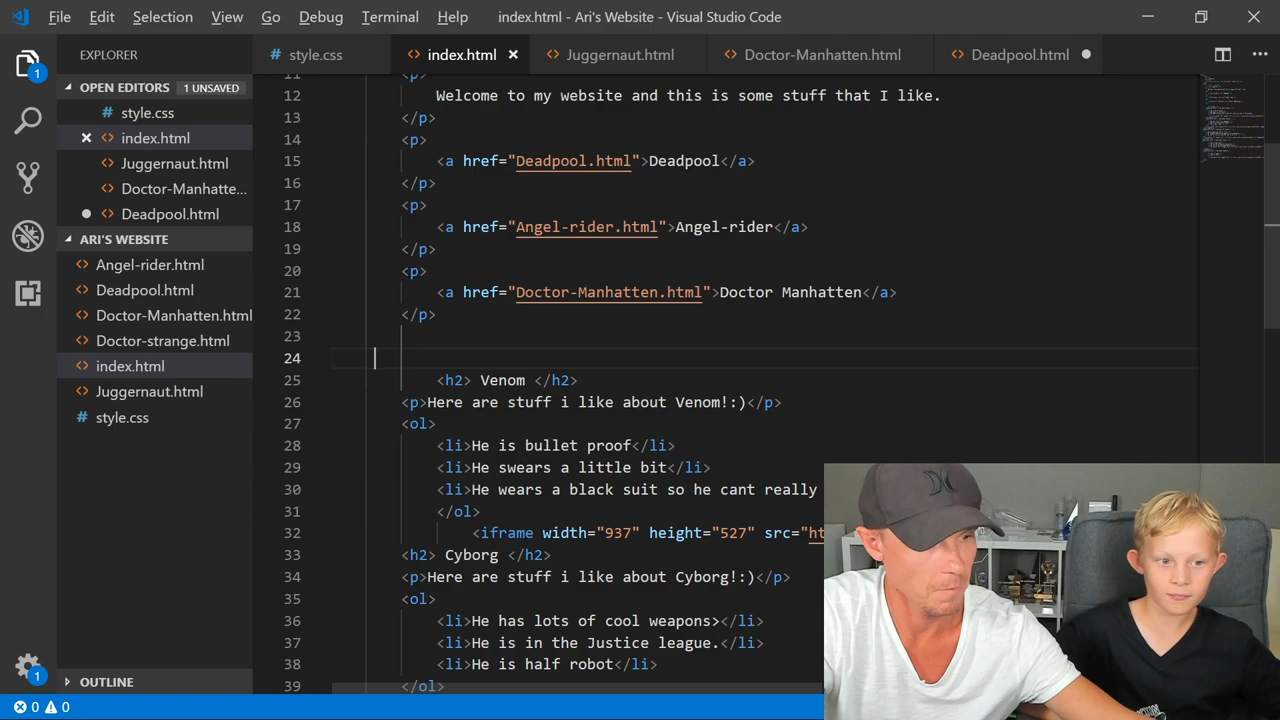 File Edit Selection View Go Debug Terminal Help index.html - Ari's Website - Visual Studio Code
EXPLORER
style.css index.html Juggernaut.html Doctor-Manhatten.html Deadpool.html
1
OPEN EDITORS 1 UNSAVED
style.css
index.html
Juggernaut.html
Doctor-Manhatte...
Deadpool.html
ARI'S WEBSITE
Angel-rider.html
Deadpool.html
Doctor-Manhatten.html
Doctor-strange.html
index.html
Juggernaut.html
style.css
OUTLINE
1
0 0
11 <p>
12 Welcome to my website and this is some stuff that I like.
13 </p>
14 <p>
15 <a href="Deadpool.html">Deadpool</a>
16 </p>
17 <p>
18 <a href="Angel-rider.html">Angel-rider</a>
19 </p>
20 <p>
21 <a href="Doctor-Manhatten.html">Doctor Manhatten</a>
22 </p>
23
24
25 <h2> Venom </h2>
26 <p>Here are stuff i like about Venom!:)</p>
27 <ol>
28 <li>He is bullet proof</li>
29 <li>He swears a little bit</li>
30 <li>He wears a black suit so he cant really
31 </ol>
32 <iframe width="937" height="527" src="ht
33 <h2> Cyborg </h2>
34 <p>Here are stuff i like about Cyborg!:)</p>
35 <ol>
36 <li>He has lots of cool weapons></li>
37 <li>He is in the Justice league.</li>
38 <li>He is half robot</li>
39 </ol>